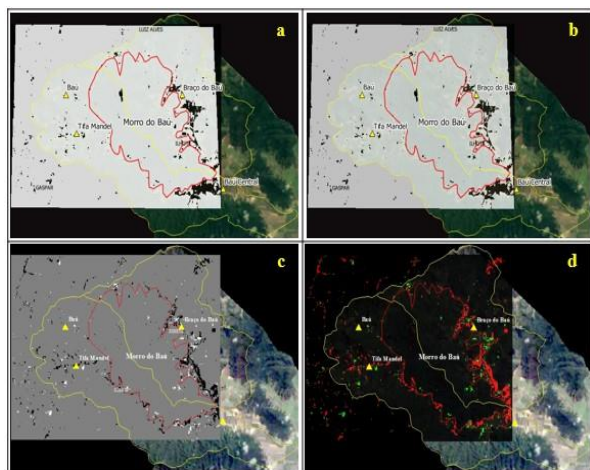 LUIZ ALVES
a
Baú
Braço do Baú
Morro do Baú
Tifa Mandel
ILHOTA
Baú Central
GASPAR
LUIZ ALVES
b
Baú
Braço do Baú
Morro do Baú
Tifa Mandel
Baú Central
GASPAR
c
Baú
Braço do Baú
Tifa Mandel
Morro do Baú
d
Baú
Braço do Baú
Tifa Mandel
Morro do Baú